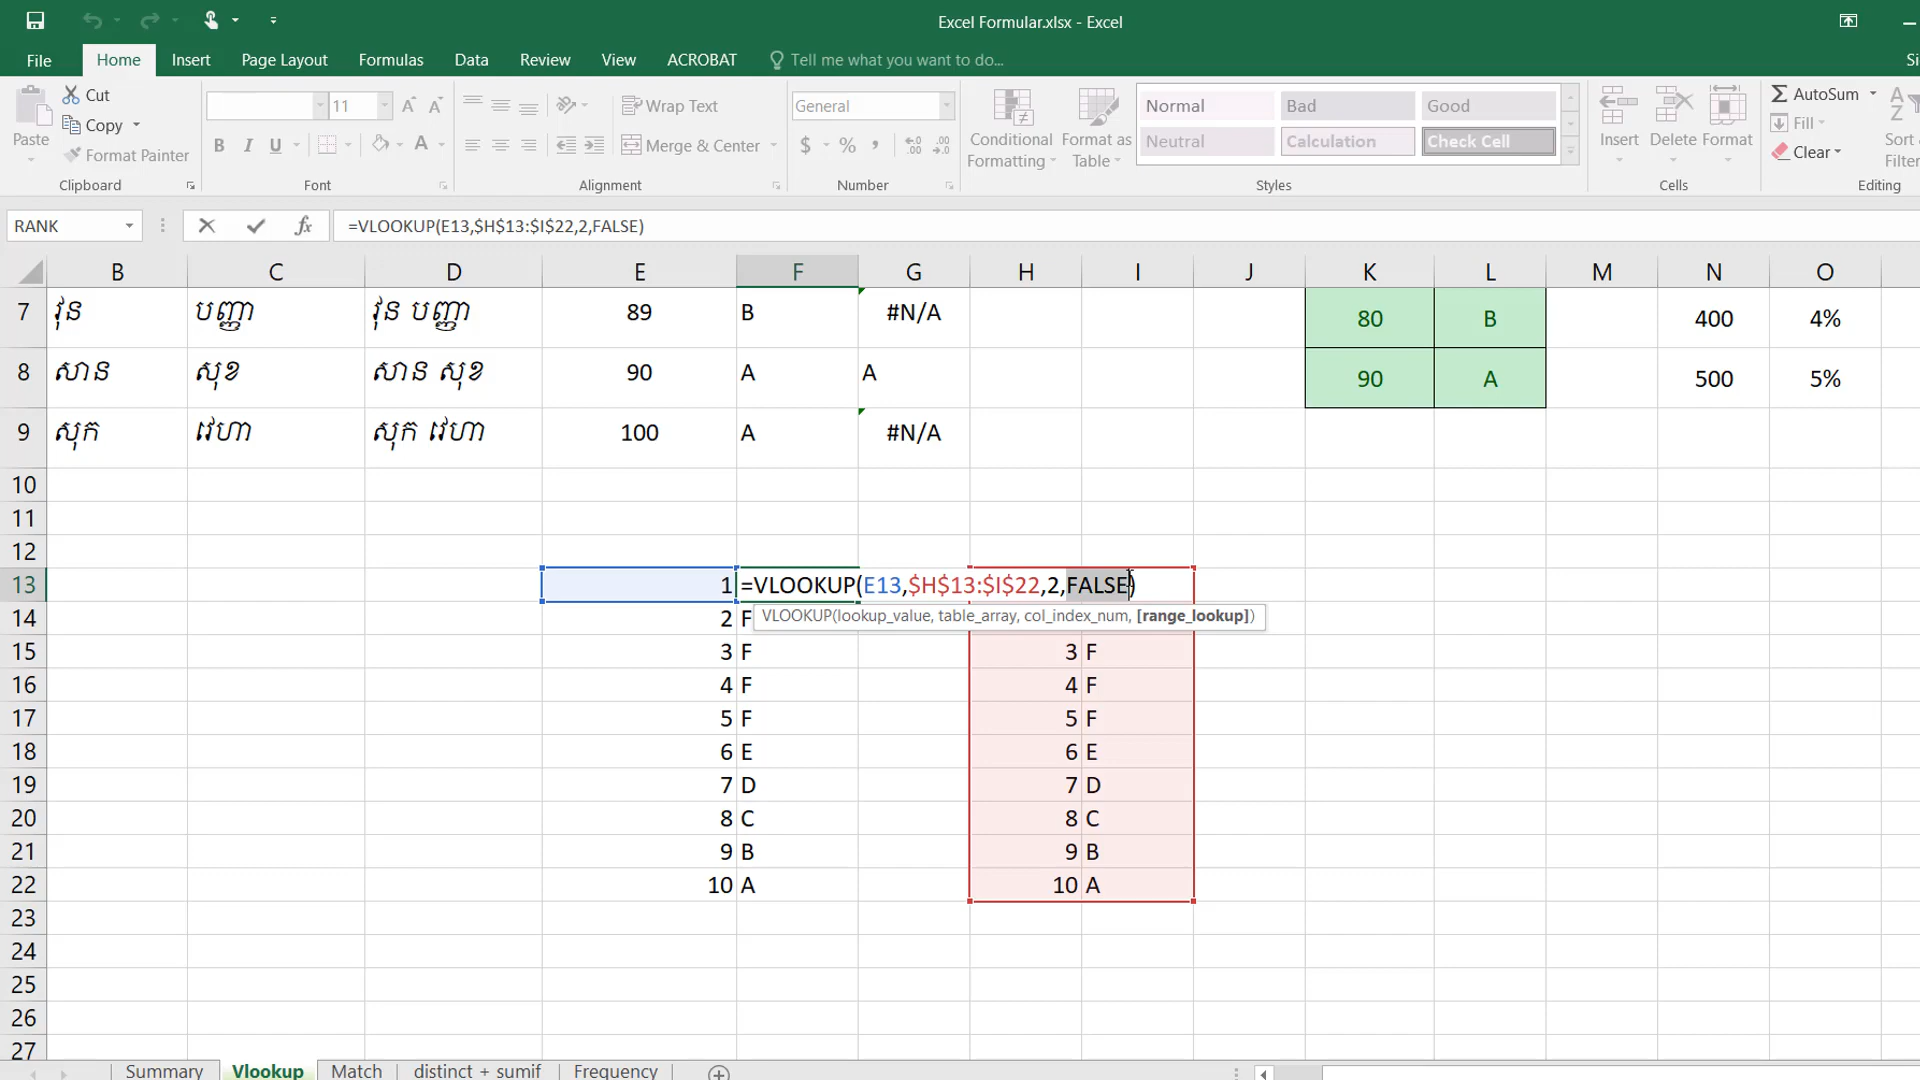 Excel Formular.xlsx - Excel
File Home Insert Page Layout Formulas Data Review View ACROBAT Tell me what you want to do...
Paste
Cut
Copy
Format Painter
Clipboard
11
B I U
Font
Wrap Text
Merge & Center
Alignment
General
$ % ,
Number
Conditional Formatting
Format as Table
Normal Bad Good
Neutral Calculation Check Cell
Styles
Insert Delete Format
Cells
AutoSum
Fill
Clear
Sort
Filter
Editing
RANK =VLOOKUP(E13,$H$13:$I$22,2,FALSE)
B C D E F G H I J K L M N O
7 វុន បញ្ញា វុន បញ្ញា 89 B #N/A 80 B 400 4%
8 សាន សុខ សាន សុខ 90 A A 90 A 500 5%
9 សុក វេហា សុក វេហា 100 A #N/A
10
11
12
13 1 =VLOOKUP(E13,$H$13:$I$22,2,FALSE)
VLOOKUP(lookup_value, table_array, col_index_num, [range_lookup])
14 2 F
15 3 F 3 F
16 4 F 4 F
17 5 F 5 F
18 6 E 6 E
19 7 D 7 D
20 8 C 8 C
21 9 B 9 B
22 10 A 10 A
23
24
25
26
27
Summary Vlookup Match distinct + sumif Frequency